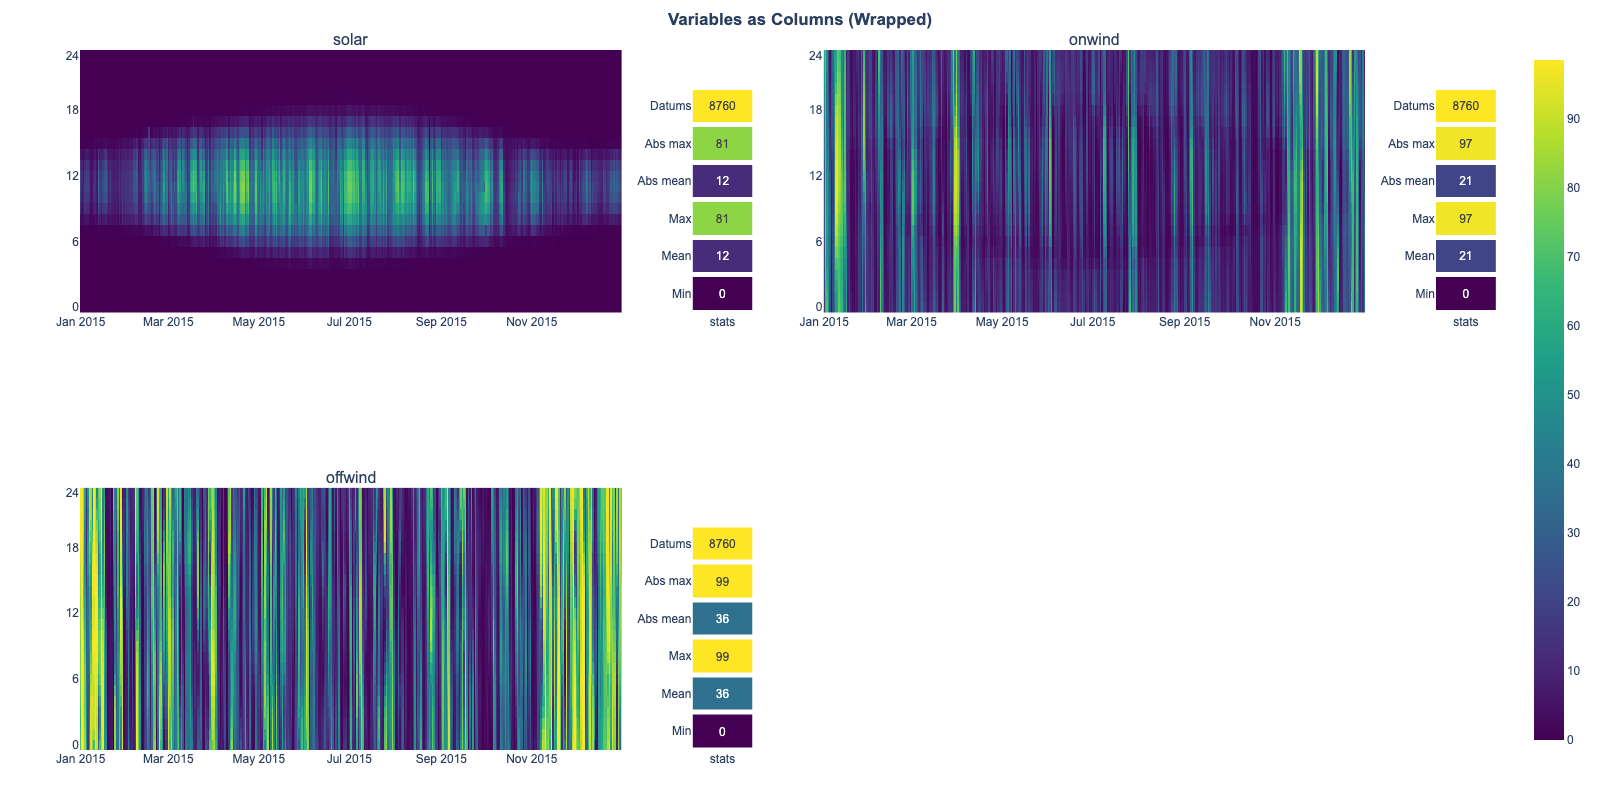 Variables as Columns (Wrapped)
solar
24
18
12
6
0
Jan 2015 Mar 2015 May 2015 Jul 2015 Sep 2015 Nov 2015
Datums 8760
Abs max 81
Abs mean 12
Max 81
Mean 12
Min 0
stats
onwind
24
18
12
6
0
Jan 2015 Mar 2015 May 2015 Jul 2015 Sep 2015 Nov 2015
Datums 8760
Abs max 97
Abs mean 21
Max 97
Mean 21
Min 0
stats
offwind
24
18
12
6
0
Jan 2015 Mar 2015 May 2015 Jul 2015 Sep 2015 Nov 2015
Datums 8760
Abs max 99
Abs mean 36
Max 99
Mean 36
Min 0
stats
90
80
70
60
50
40
30
20
10
0